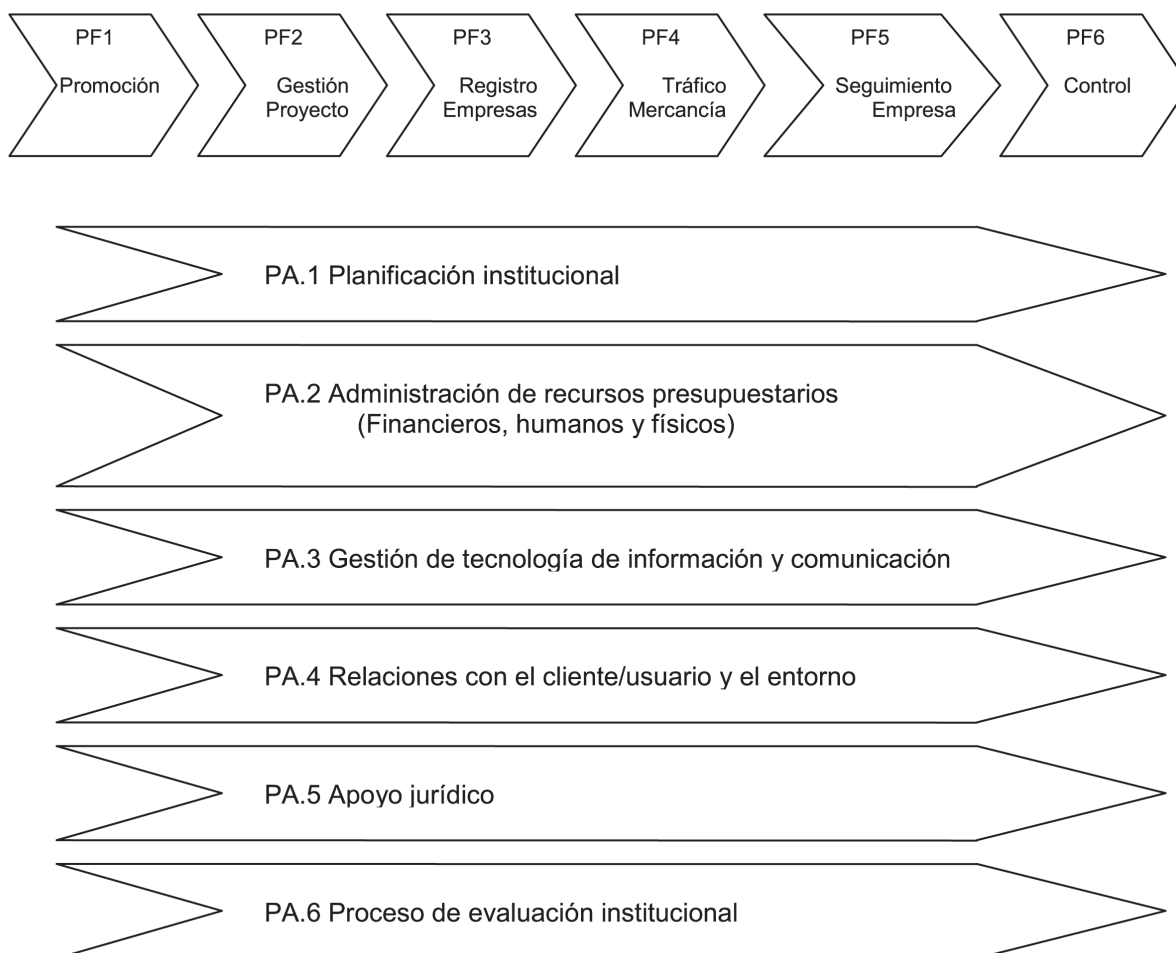 PF1
Promoción
PF2
Gestión
Proyecto
PF3
Registro
Empresas
PF4
Tráfico
Mercancía
PF5
Seguimiento
Empresa
PF6
Control
PA.1 Planificación institucional
PA.2 Administración de recursos presupuestarios
(Financieros, humanos y físicos)
PA.3 Gestión de tecnología de información y comunicación
PA.4 Relaciones con el cliente/usuario y el entorno
PA.5 Apoyo jurídico
PA.6 Proceso de evaluación institucional